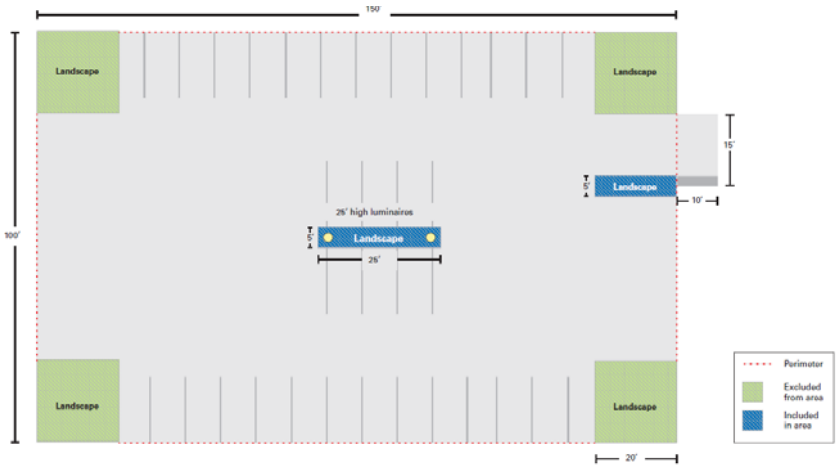 150'
Landscape
Landscape
15'
5'
Landscape
10'
25' high luminaires
100'
5'
Landscape
25'
Perimeter
Excluded
from area
Landscape
Landscape
Included
in area
20'